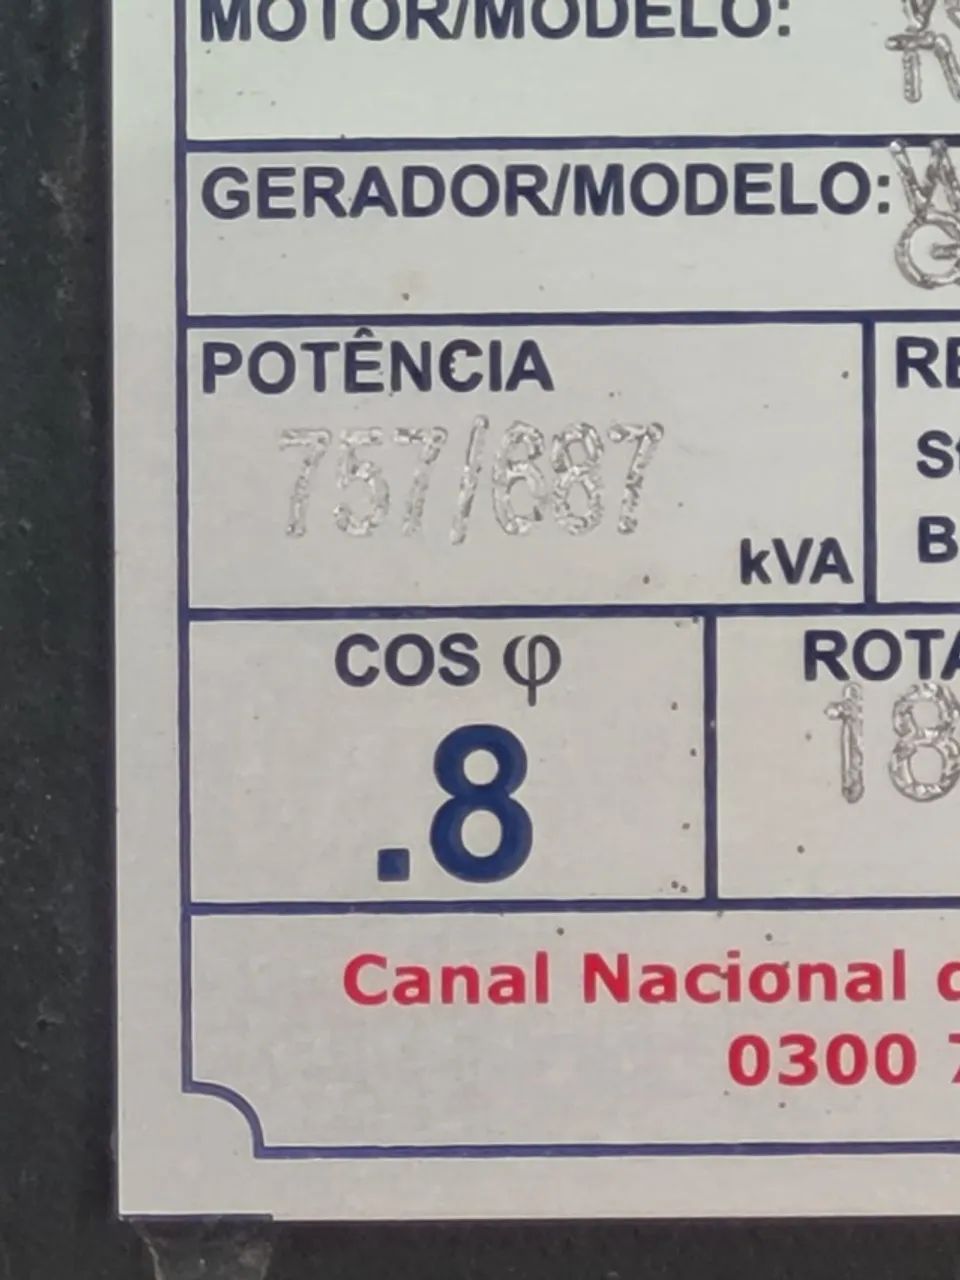 MOTOR/MODELO:
GERADOR/MODELO:
POTÊNCIA
757/687
kVA
COS φ
.8
Canal Nacional
0300